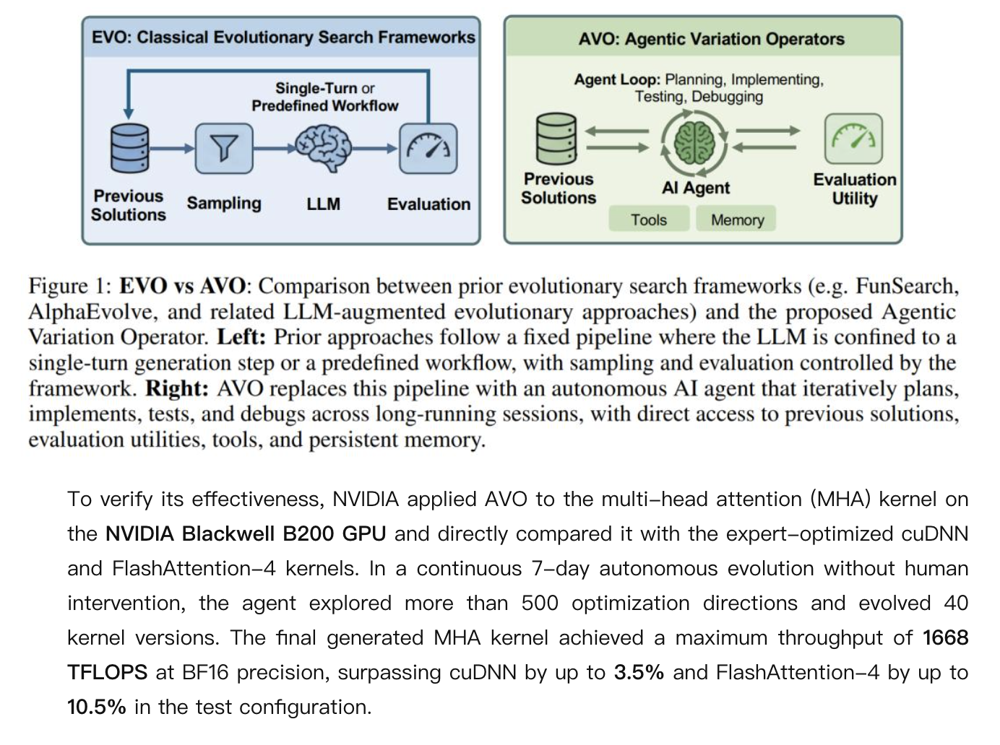 EVO: Classical Evolutionary Search Frameworks
Single-Turn or
Predefined Workflow
Previous
Solutions
Sampling
LLM
Evaluation
AVO: Agentic Variation Operators
Agent Loop: Planning, Implementing,
Testing, Debugging
Previous
Solutions
AI Agent
Evaluation
Utility
Tools
Memory
Figure 1: EVO vs AVO: Comparison between prior evolutionary search frameworks (e.g. FunSearch,
AlphaEvolve, and related LLM-augmented evolutionary approaches) and the proposed Agentic
Variation Operator. Left: Prior approaches follow a fixed pipeline where the LLM is confined to a
single-turn generation step or a predefined workflow, with sampling and evaluation controlled by the
framework. Right: AVO replaces this pipeline with an autonomous AI agent that iteratively plans,
implements, tests, and debugs across long-running sessions, with direct access to previous solutions,
evaluation utilities, tools, and persistent memory.
To verify its effectiveness, NVIDIA applied AVO to the multi–head attention (MHA) kernel on
the NVIDIA Blackwell B200 GPU and directly compared it with the expert–optimized cuDNN
and FlashAttention–4 kernels. In a continuous 7–day autonomous evolution without human
intervention, the agent explored more than 500 optimization directions and evolved 40
kernel versions. The final generated MHA kernel achieved a maximum throughput of 1668
TFLOPS at BF16 precision, surpassing cuDNN by up to 3.5% and FlashAttention–4 by up to
10.5% in the test configuration.